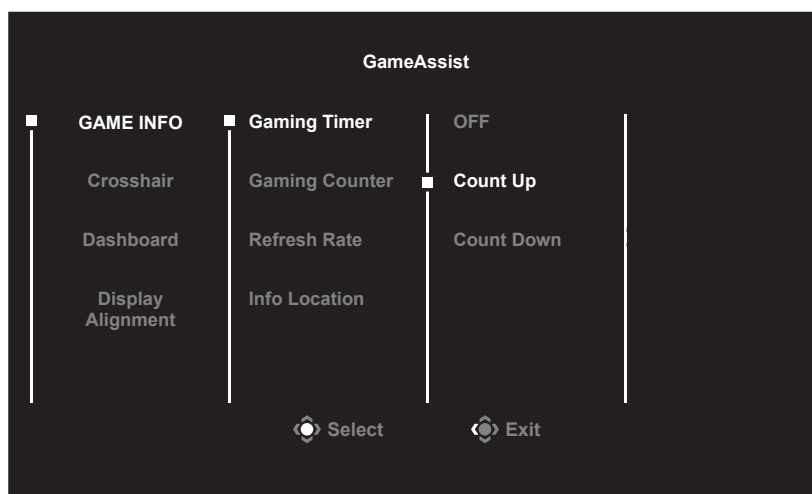 GameAssist
GAME INFO
Crosshair
Dashboard
Display
Alignment
Gaming Timer
Gaming Counter
Refresh Rate
Info Location
OFF
Count Up
Count Down
Select
Exit